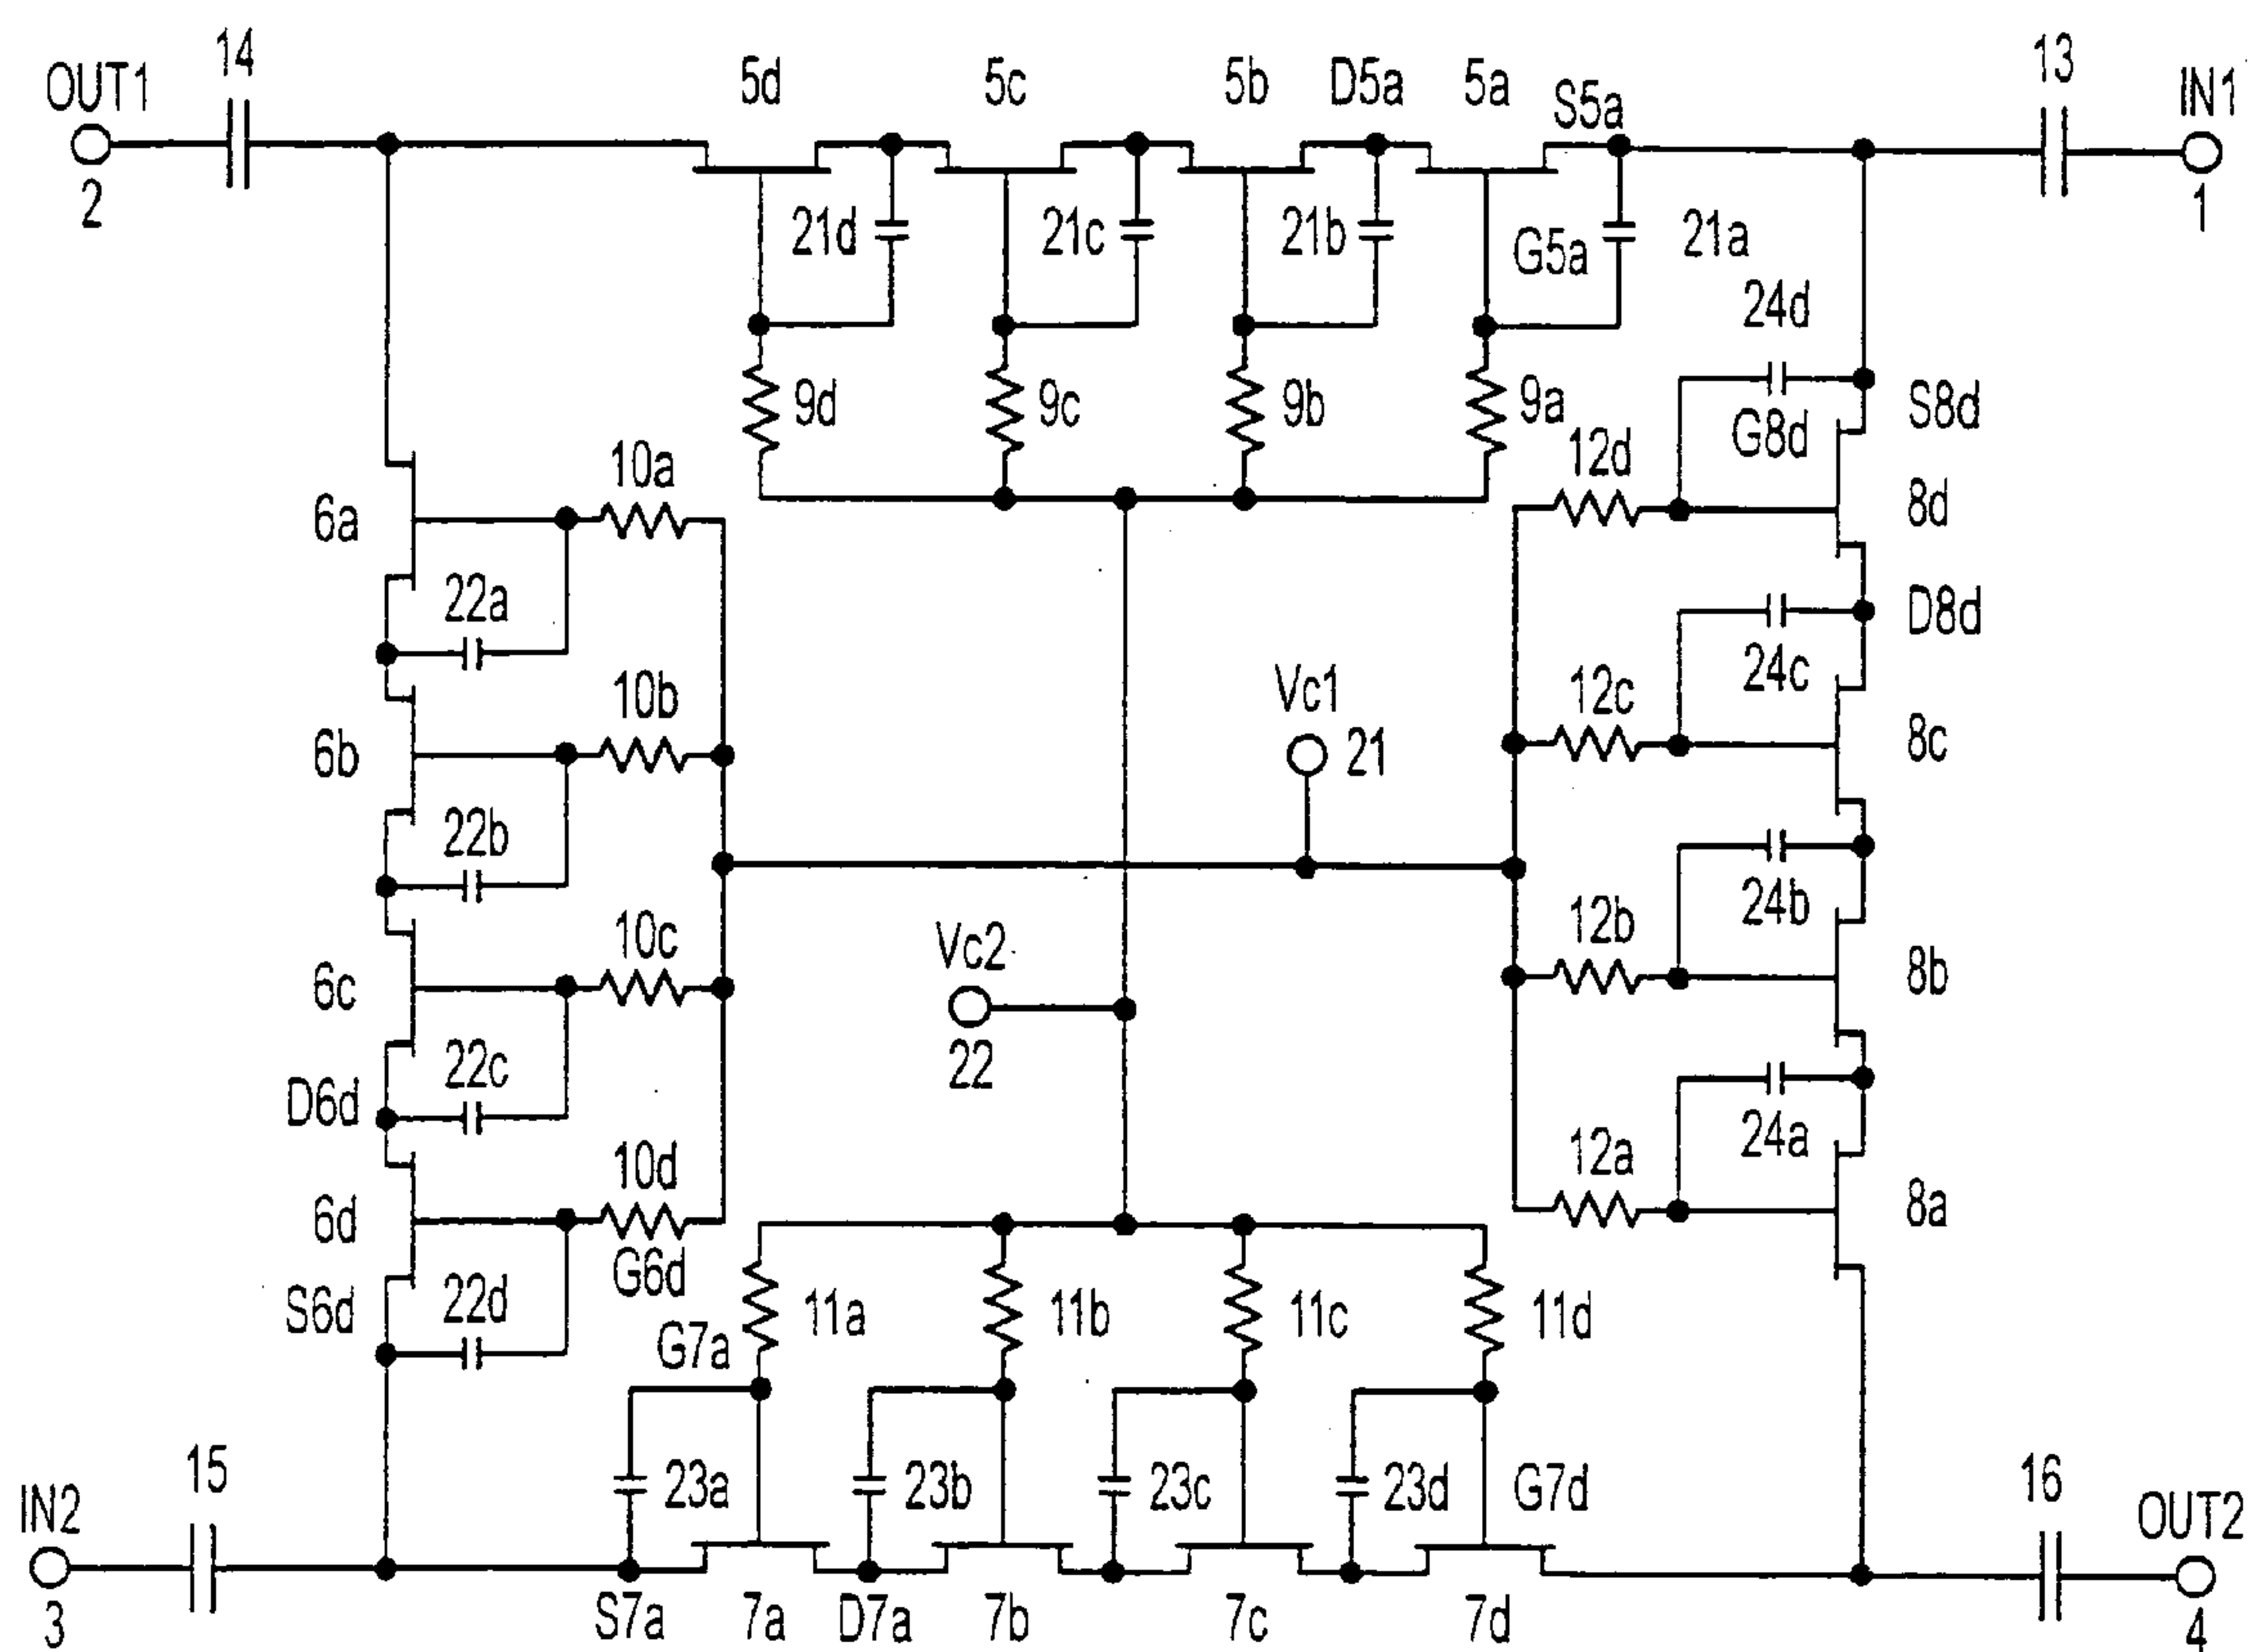 OUT1 14 5d 5c 5b D5a 5a S5a 13 IN1
2 21d 21c 21b G5a 21a 1
24d
9d 9c 9b 9a G8d S8d
6a 10a 12d 8d
22a 24c D8d
10b Vc1 12c
6b 21 8c
22b 24b
10c Vc2 12b
6c 22 8b
D6d 22c 24a
10d 12a
6d G6d 8a
S6d 22d G7a 11a 11b 11c 11d
IN2 15 23a 23b 23c 23d G7d 16 OUT2
3 S7a 7a D7a 7b 7c 7d 4